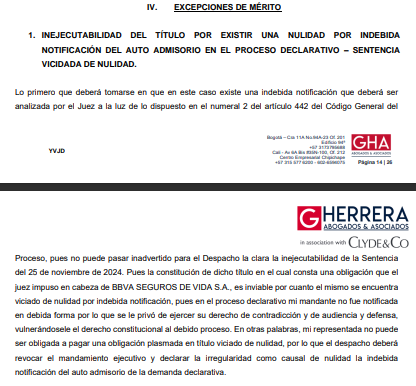 IV. EXCEPCIONES DE MÉRITO
1. INEJECUTABILIDAD DEL TÍTULO POR EXISTIR UNA NULIDAD POR INDEBIDA
NOTIFICACIÓN DEL AUTO ADMISORIO EN EL PROCESO DECLARATIVO – SENTENCIA
VICIDADA DE NULIDAD.
Lo primero que deberá tomarse en que en este caso existe una indebida notificación que deberá ser
analizada por el Juez a la luz de lo dispuesto en el numeral 2 del artículo 442 del Código General del
YVJD
Bogotá - Cra 11A No.94A-23 Of. 201
Edificio 94ª
+57 3173795688
Cali - Av 6A Bis #35N-100, Of. 212
Centro Empresarial Chipichape
+57 315 577 6200 - 602-6594075
GHA
ABOGADOS & ASOCIADOS
Página 14 | 26
G HERRERA
ABOGADOS & ASOCIADOS
in association with CLYDE&CO
Proceso, pues no puede pasar inadvertido para el Despacho la clara la inejecutabilidad de la Sentencia
del 25 de noviembre de 2024. Pues la constitución de dicho título en el cual consta una obligación que el
juez impuso en cabeza de BBVA SEGUROS DE VIDA S.A., es inviable por cuanto el mismo se encuentra
viciado de nulidad por indebida notificación, pues en el proceso declarativo mi mandante no fue notificada
en debida forma por lo que se le privó de ejercer su derecho de contradicción y de audiencia y defensa,
vulnerándosele el derecho constitucional al debido proceso. En otras palabras, mi representada no puede
ser obligada a pagar una obligación plasmada en título viciado de nulidad, por lo que el despacho deberá
revocar el mandamiento ejecutivo y declarar la irregularidad como causal de nulidad la indebida
notificación del auto admisorio de la demanda declarativa.